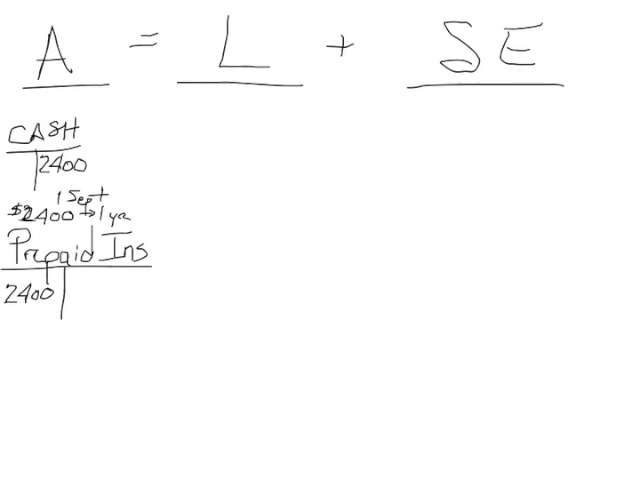 A = L + SE
CASH
2400
1 Sept
$2400 → 1 yr
Prepaid Ins
2400